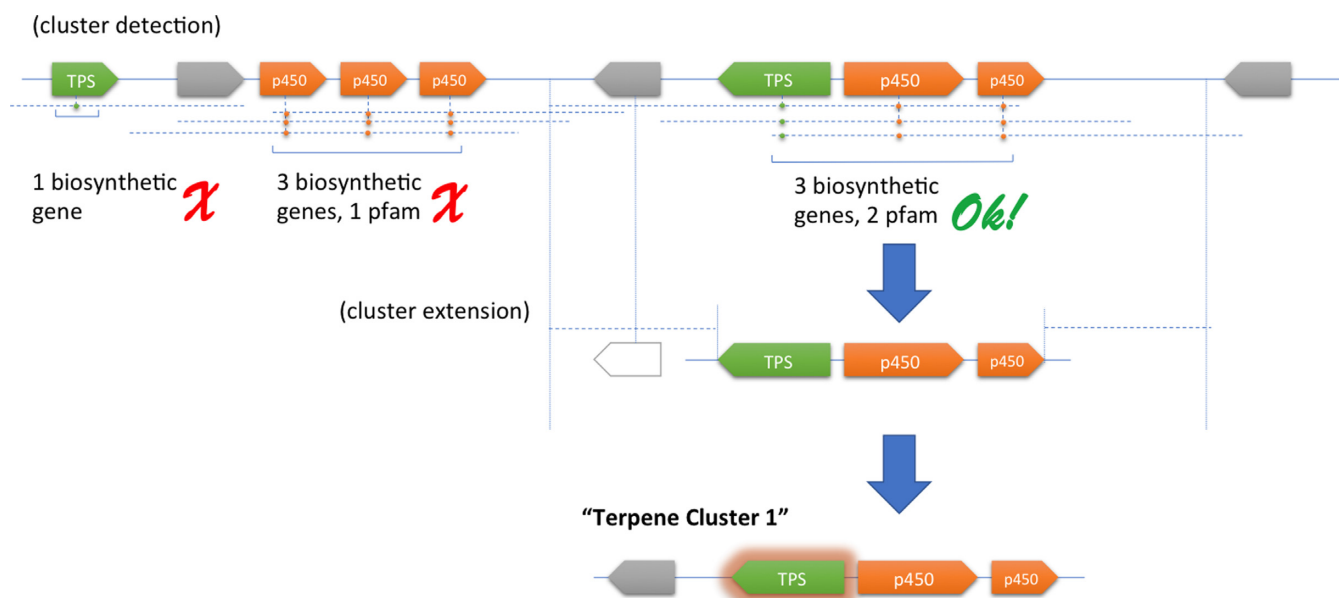 (cluster detection)
TPS
p450
p450
p450
TPS
p450
p450
1 biosynthetic
gene
X
3 biosynthetic
genes, 1 pfam
X
3 biosynthetic
genes, 2 pfam
Ok!
(cluster extension)
TPS
p450
p450
“Terpene Cluster 1”
TPS
p450
p450